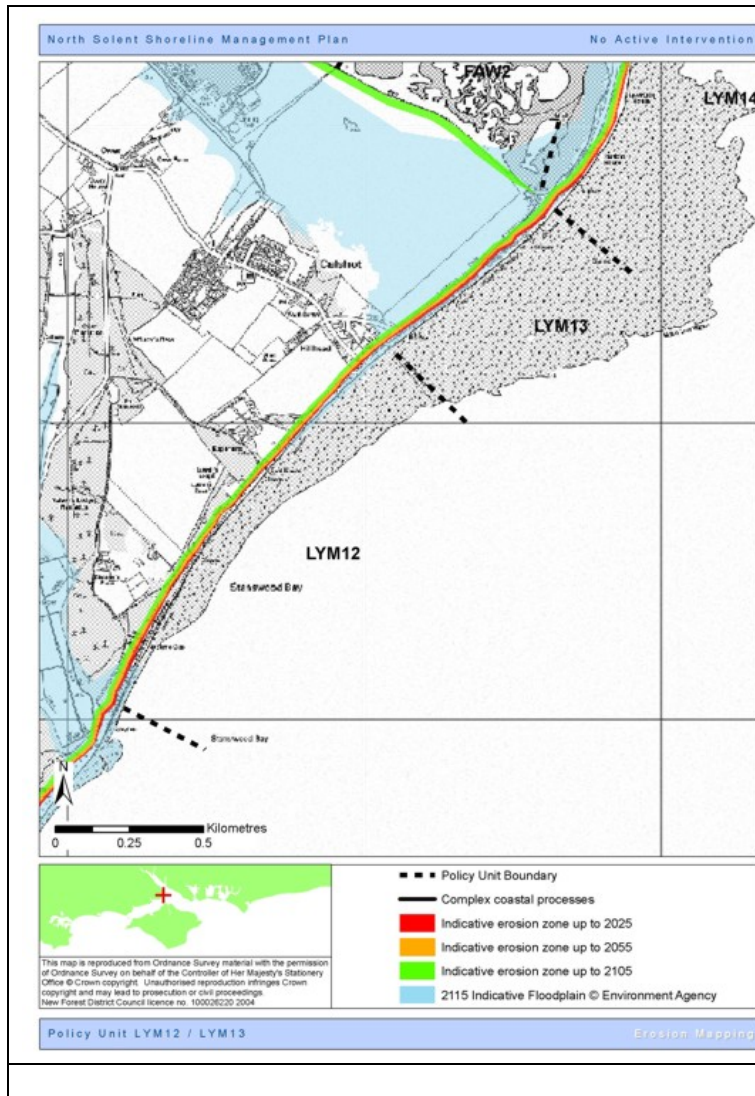 North Solent Shoreline Management Plan
No Active Intervention
FAW2
LYM14
Calshot
LYM13
Hillhead
LYM12
Stanswood Bay
Stanswood Bay
N
Kilometres
0 0.25 0.5
Policy Unit Boundary
Complex coastal processes
Indicative erosion zone up to 2025
Indicative erosion zone up to 2055
Indicative erosion zone up to 2105
2115 Indicative Floodplain © Environment Agency
This map is reproduced from Ordnance Survey material with the permission
of Ordnance Survey on behalf of the Controller of Her Majesty's Stationery
Office © Crown copyright. Unauthorised reproduction infringes Crown
copyright and may lead to prosecution or civil proceedings.
New Forest District Council licence no. 100026220 2004
Policy Unit LYM12 / LYM13
Erosion Mapping